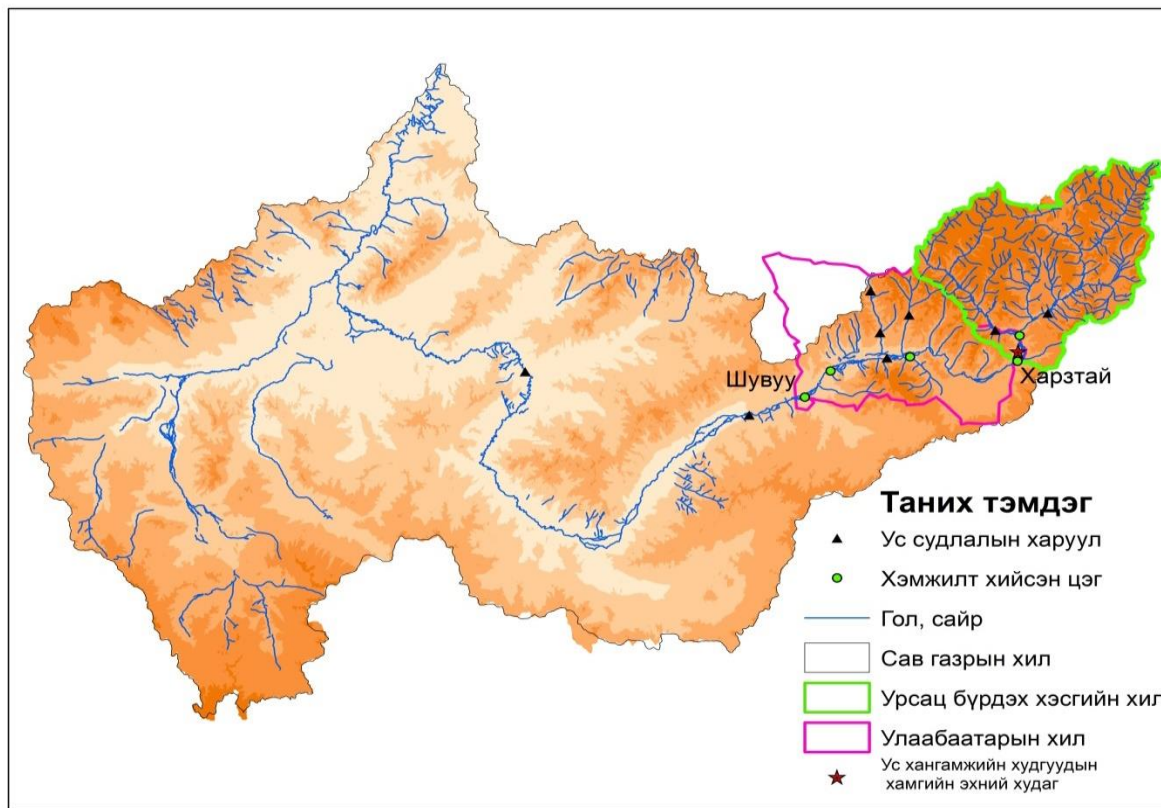 Шувуу
Харзтай
Таних тэмдэг
Ус судлалын харуул
Хэмжилт хийсэн цэг
Гол, сайр
Сав газрын хил
Урсац бүрдэх хэсгийн хил
Улаабаатарын хил
Ус хангамжийн худгуудын
хамгийн эхний худаг